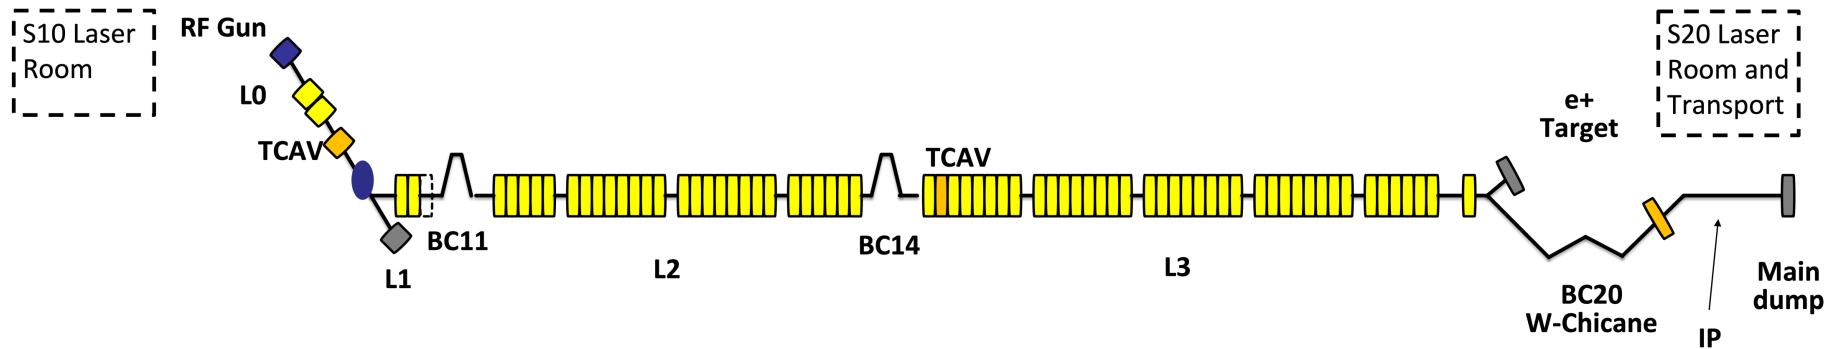 S10 Laser
Room
RF Gun
L0
TCAV
L1
BC11
L2
BC14
TCAV
L3
e+
Target
S20 Laser
Room and
Transport
BC20
W-Chicane
IP
Main
dump